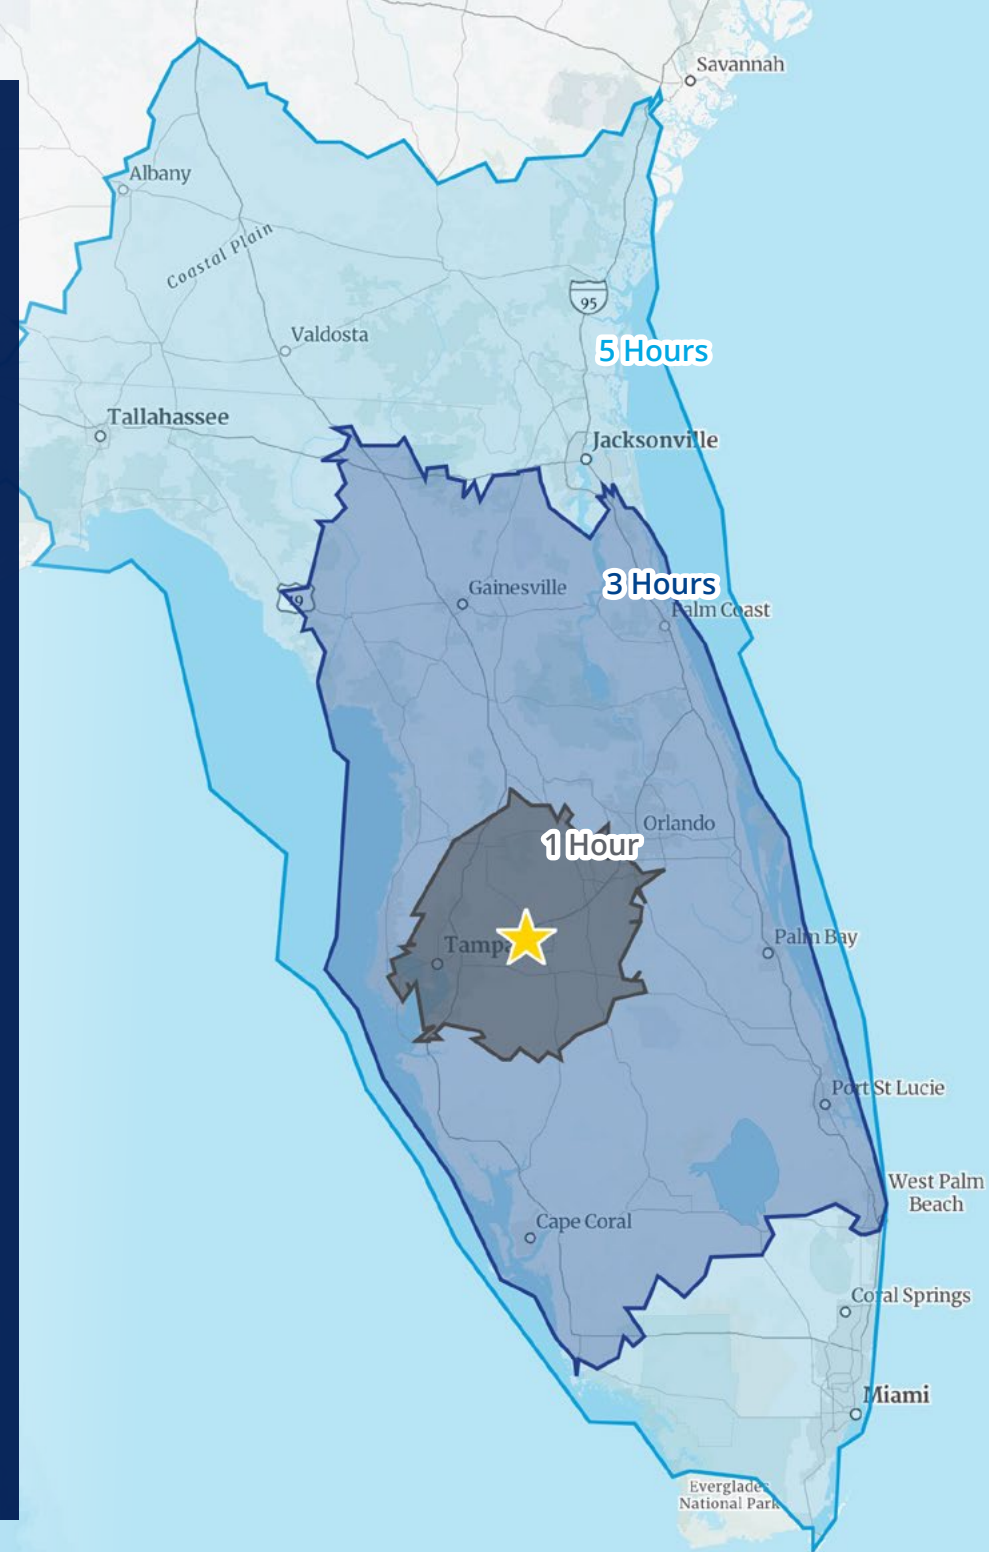 Savannah
Albany
Coastal Plain
95
Valdosta
5 Hours
Tallahassee
Jacksonville
3 Hours
Gainesville
Palm Coast
Orlando
1 Hour
Tampa
Palm Bay
Port St Lucie
West Palm
Beach
Cape Coral
Coral Springs
Miami
Everglades
National Park